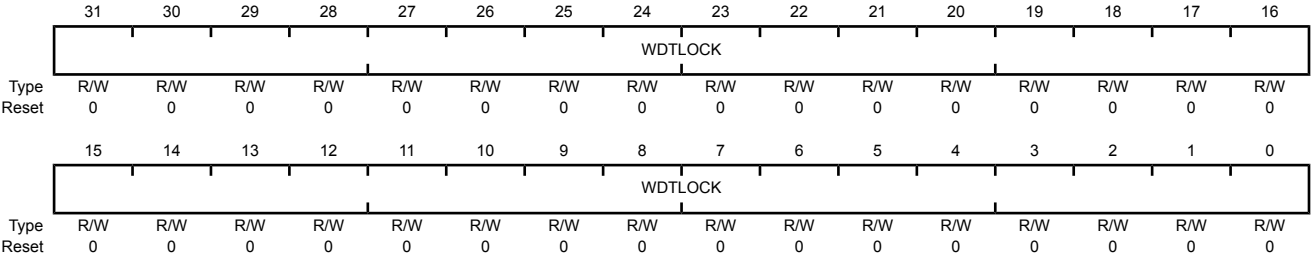 31 30 29 28 27 26 25 24 23 22 21 20 19 18 17 16
WDTLOCK
Type R/W R/W R/W R/W R/W R/W R/W R/W R/W R/W R/W R/W R/W R/W R/W R/W
Reset 0 0 0 0 0 0 0 0 0 0 0 0 0 0 0 0
15 14 13 12 11 10 9 8 7 6 5 4 3 2 1 0
WDTLOCK
Type R/W R/W R/W R/W R/W R/W R/W R/W R/W R/W R/W R/W R/W R/W R/W R/W
Reset 0 0 0 0 0 0 0 0 0 0 0 0 0 0 0 0